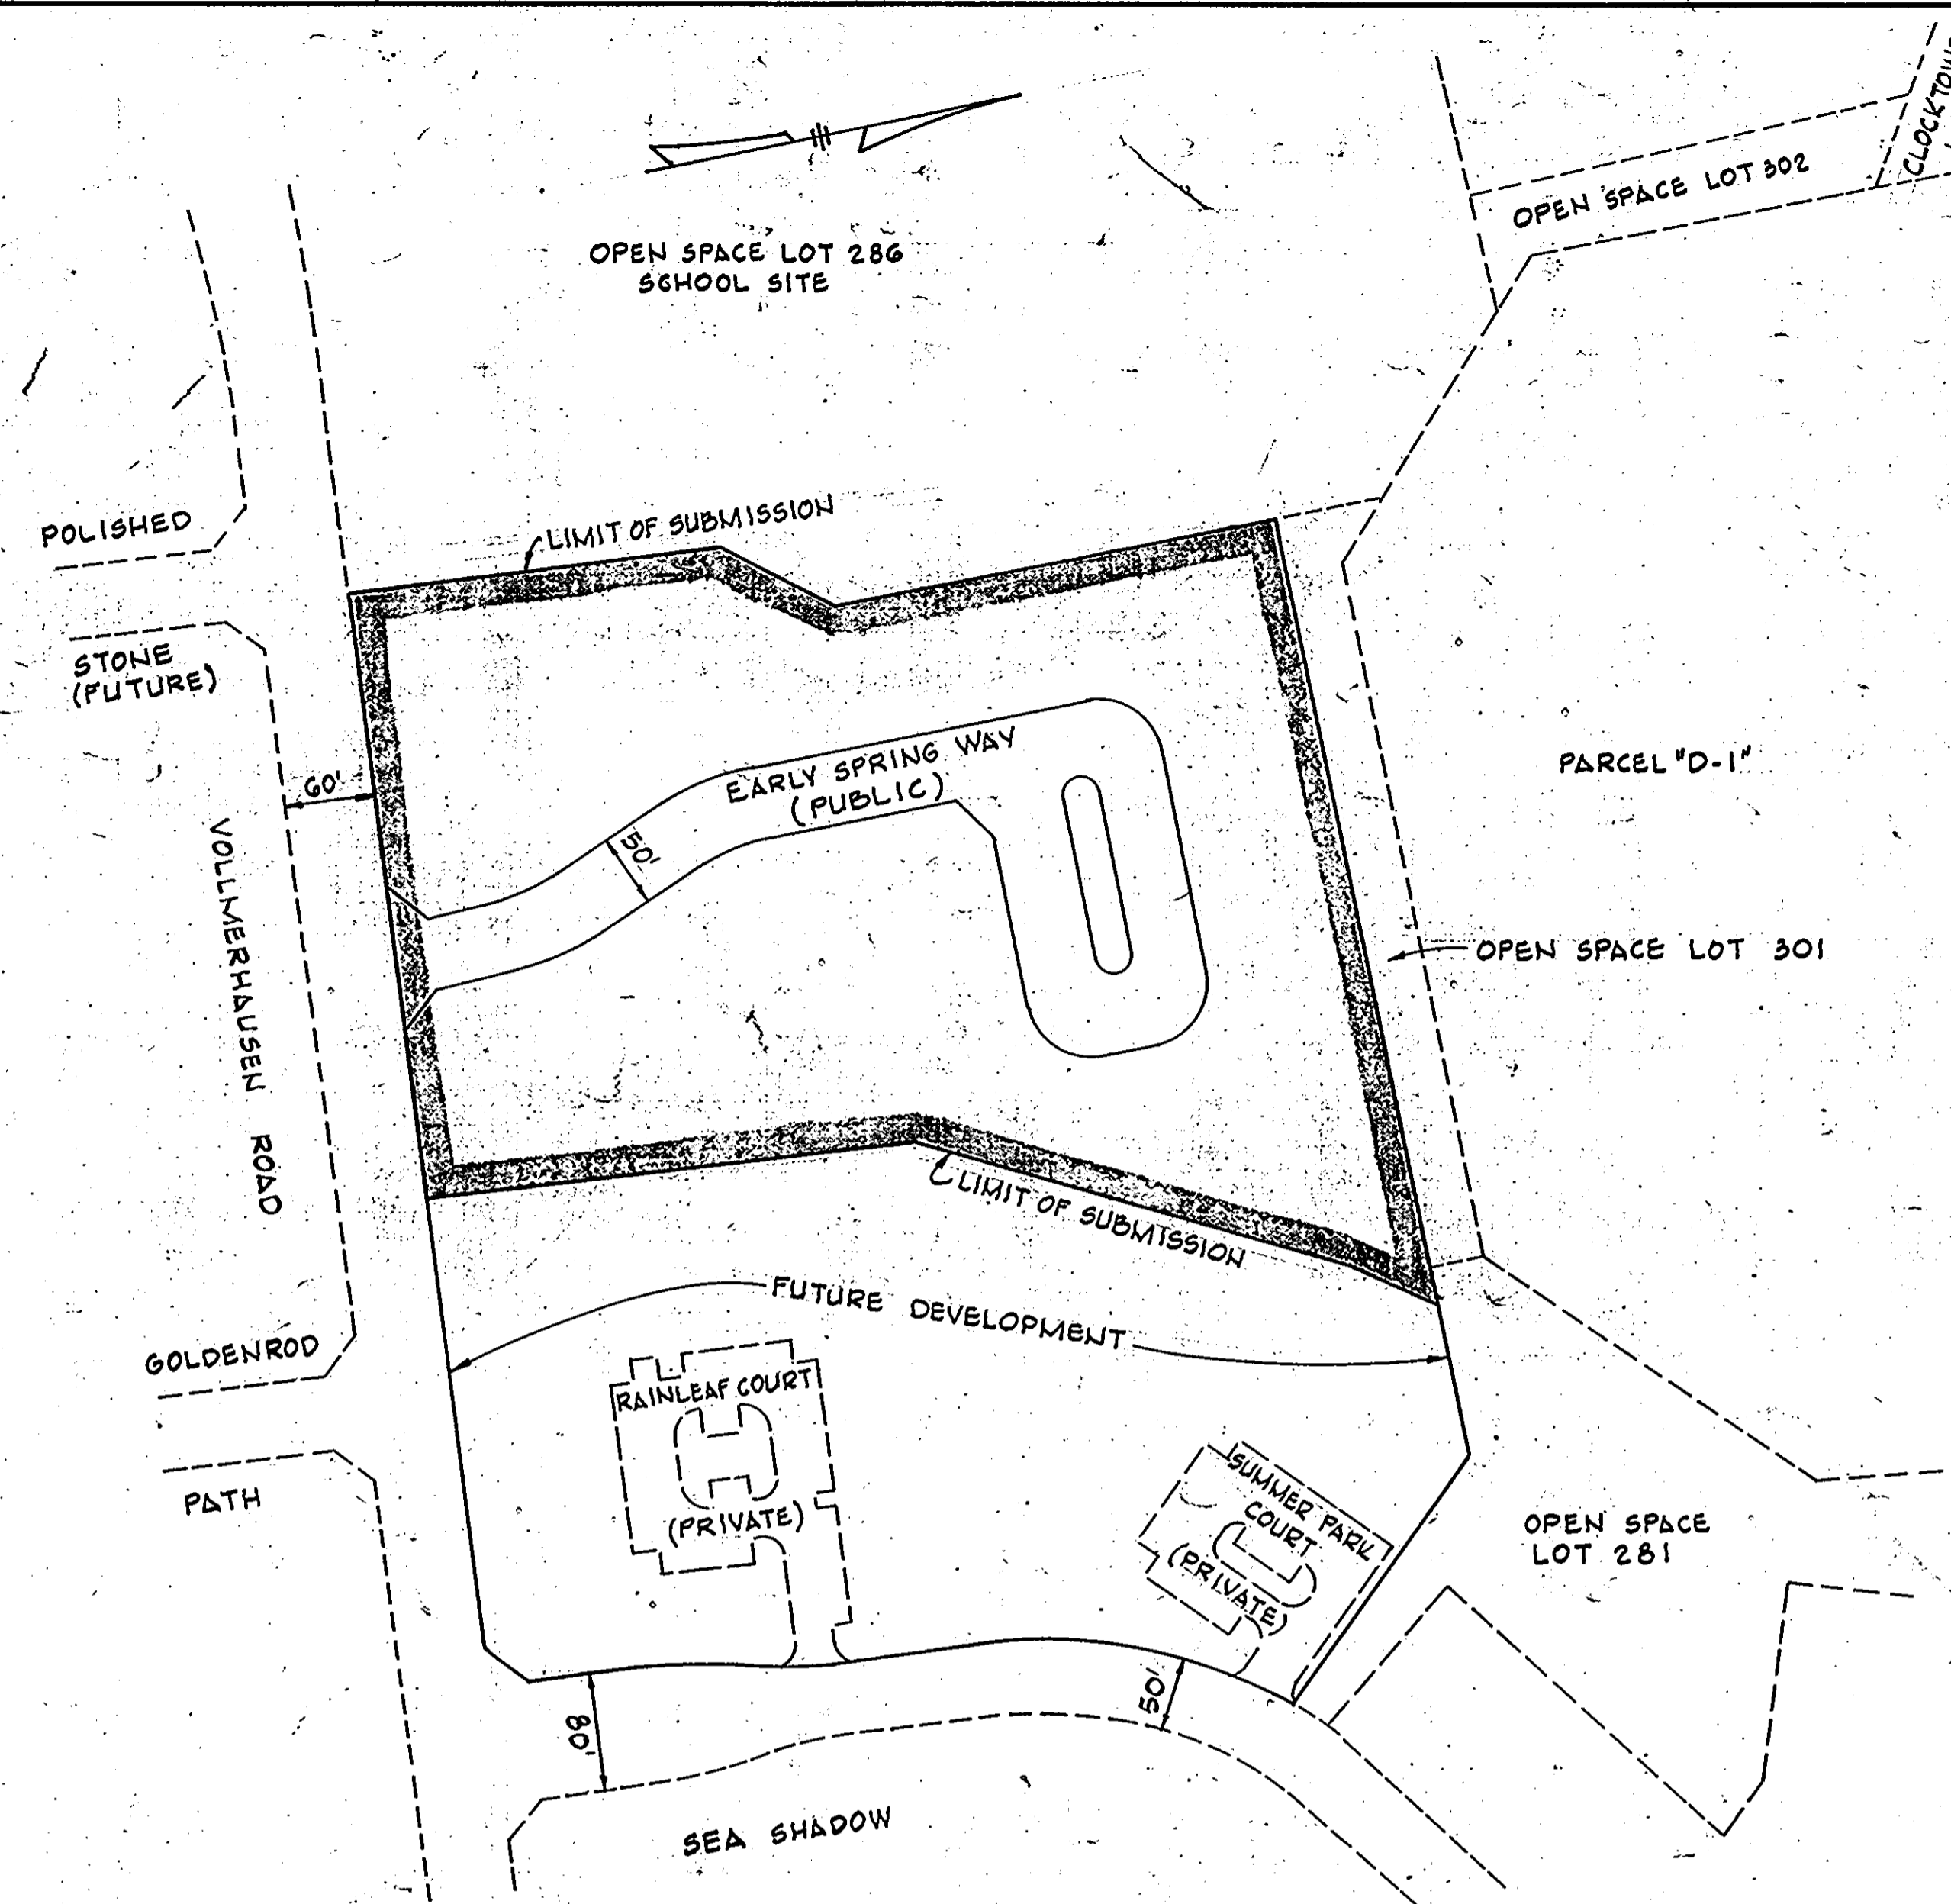 CLOCKTOW
OPEN SPACE LOT 302
OPEN SPACE LOT 286
SCHOOL SITE
LIMIT OF SUBMISSION
POLISHED
STONE
(FUTURE)
60'
VOLLMERHAUSEN ROAD
EARLY SPRING WAY
(PUBLIC)
50'
PARCEL "D-1"
OPEN SPACE LOT 301
LIMIT OF SUBMISSION
FUTURE DEVELOPMENT
GOLDENROD
PATH
RAINLEAF COURT
(PRIVATE)
SUMMER PARK
COURT
(PRIVATE)
OPEN SPACE
LOT 281
80'
50'
SEA SHADOW